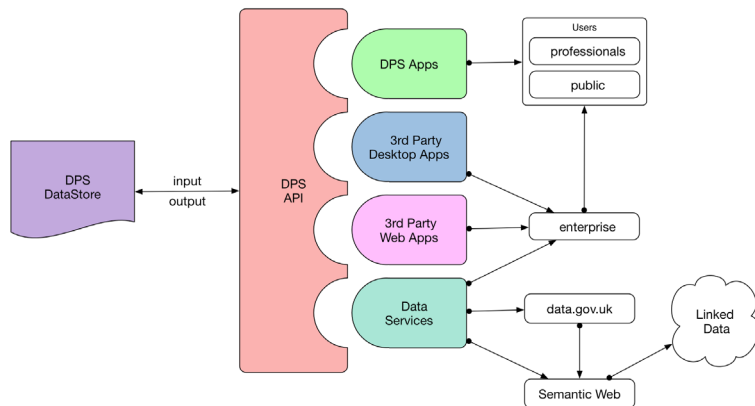 DPS
DataStore
input
output
DPS
API
DPS Apps
3rd Party
Desktop Apps
3rd Party
Web Apps
Data
Services
Users
professionals
public
enterprise
data.gov.uk
Semantic Web
Linked
Data